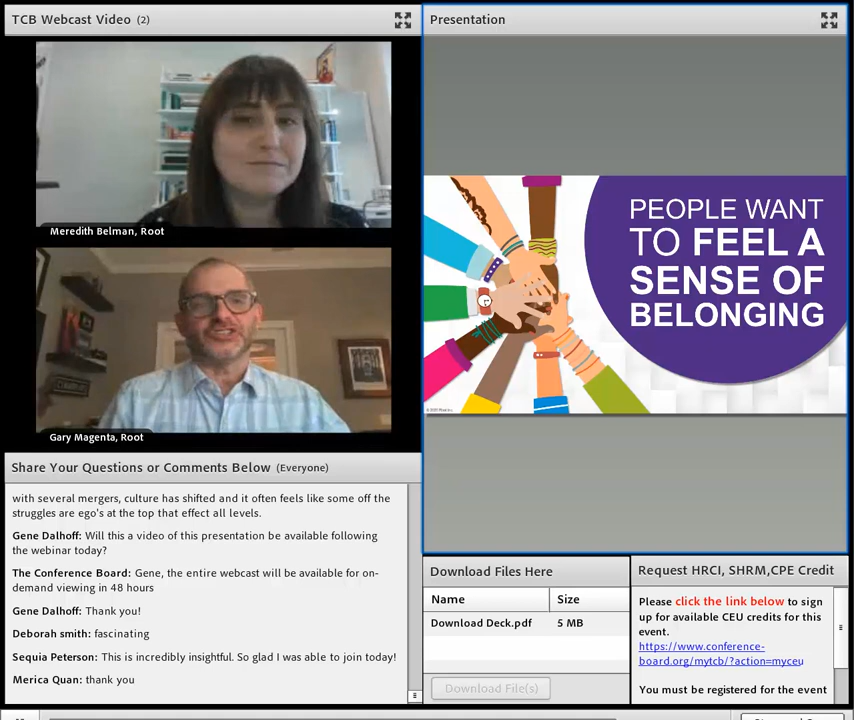 TCB Webcast Video (2)
Meredith Belman, Root
Gary Magenta, Root
Share Your Questions or Comments Below (Everyone)
with several mergers, culture has shifted and it often feels like some off the
struggles are ego's at the top that effect all levels.
Gene Dalhoff: Will this a video of this presentation be available following
the webinar today?
The Conference Board: Gene, the entire webcast will be available for on-
demand viewing in 48 hours
Gene Dalhoff: Thank you!
Deborah smith: fascinating
Sequia Peterson: This is incredibly insightful. So glad I was able to join today!
Merica Quan: thank you
Presentation
PEOPLE WANT
TO FEEL A
SENSE OF
BELONGING
Download Files Here
Name Size
Download Deck.pdf 5 MB
Download File(s)
Request HRCI, SHRM,CPE Credit
Please click the link below to sign
up for available CEU credits for this
event.
https://www.conference-
board.org/mytcb/?action=myceu
You must be registered for the event